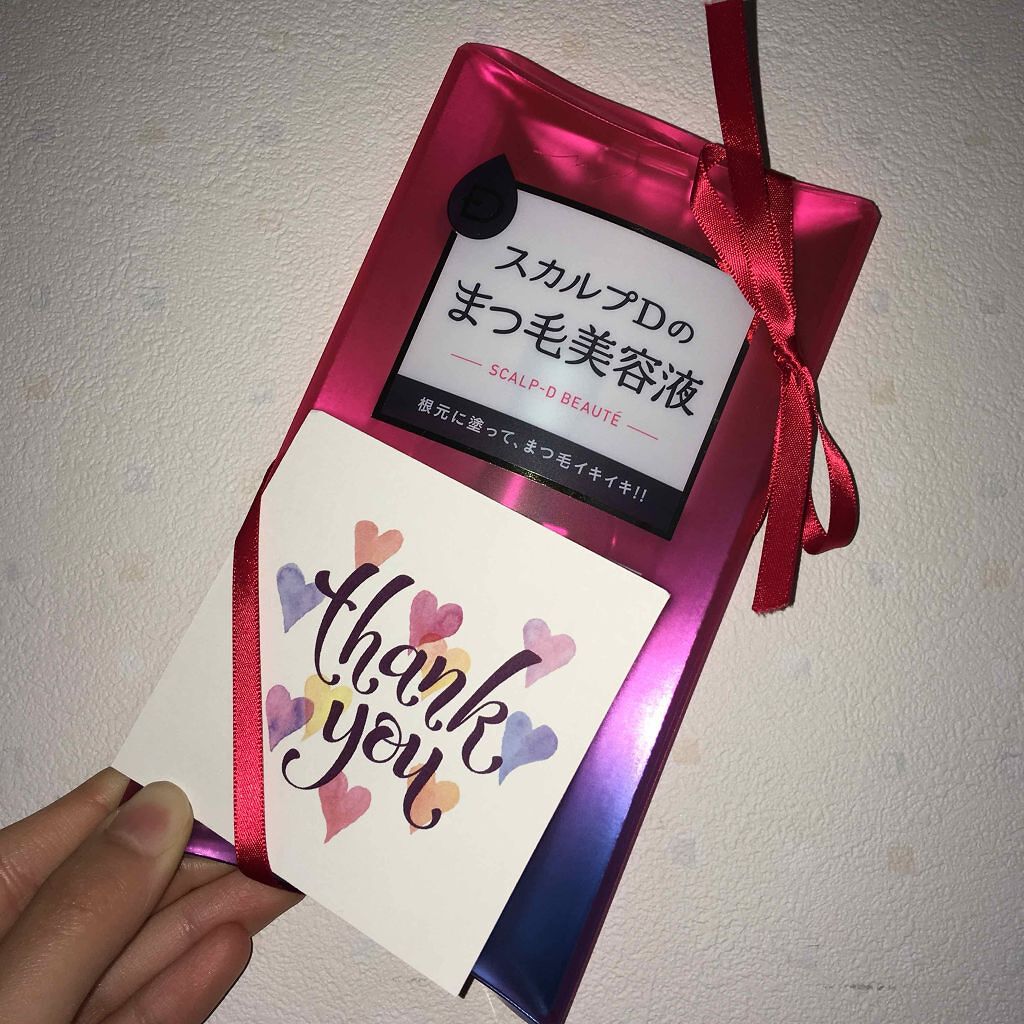 Ð
スカルプDの
まつ毛美容液
SCALP-D BEAUTÉ
根元に塗って、まつ毛イキイキ!!
thank
you